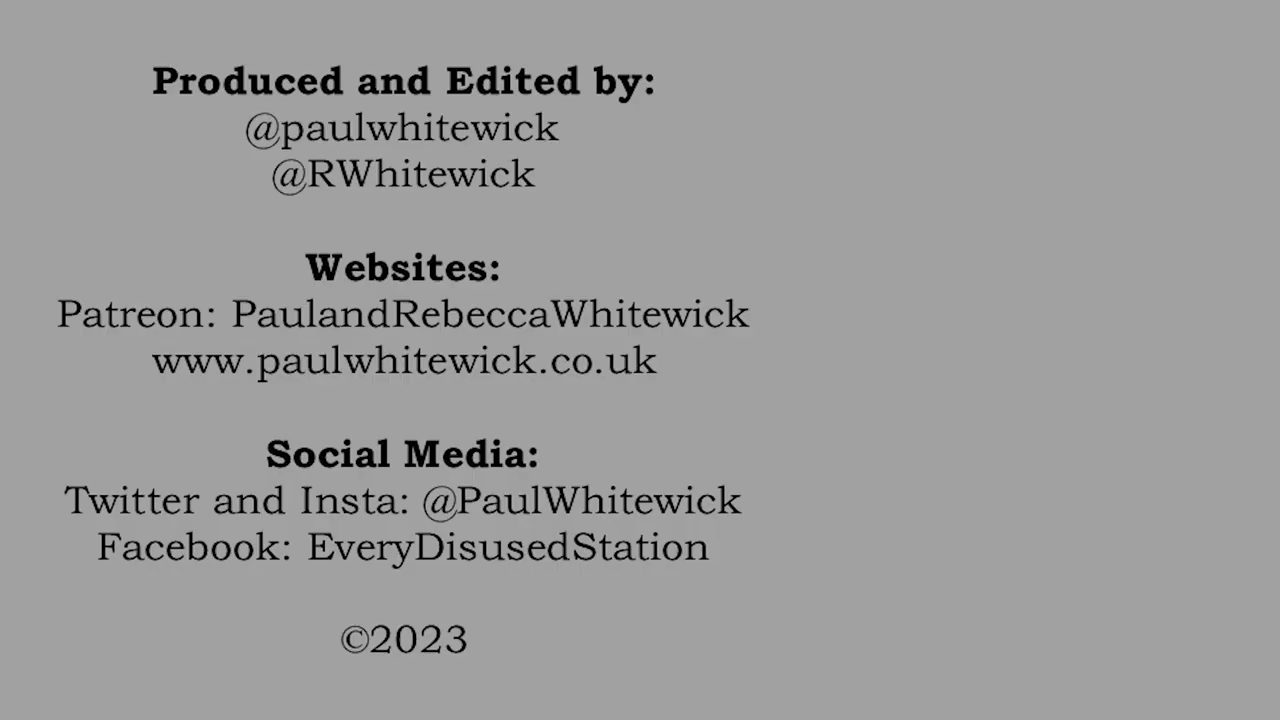 Produced and Edited by:
@paulwhitewick
@RWhitewick
Websites:
Patreon: PaulandRebeccaWhitewick
www.paulwhitewick.co.uk
Social Media:
Twitter and Insta: @PaulWhitewick
Facebook: EveryDisusedStation
©2023